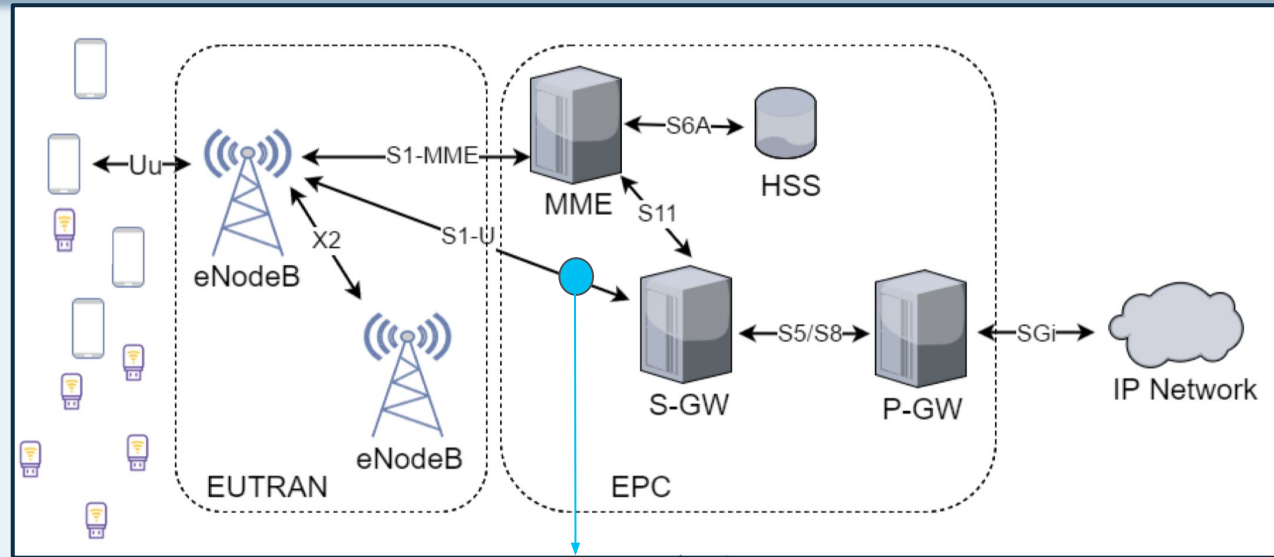 Uu
eNodeB
X2
eNodeB
EUTRAN
S1-MME
S1-U
MME
S6A
HSS
S11
S-GW
S5/S8
P-GW
EPC
SGi
IP Network